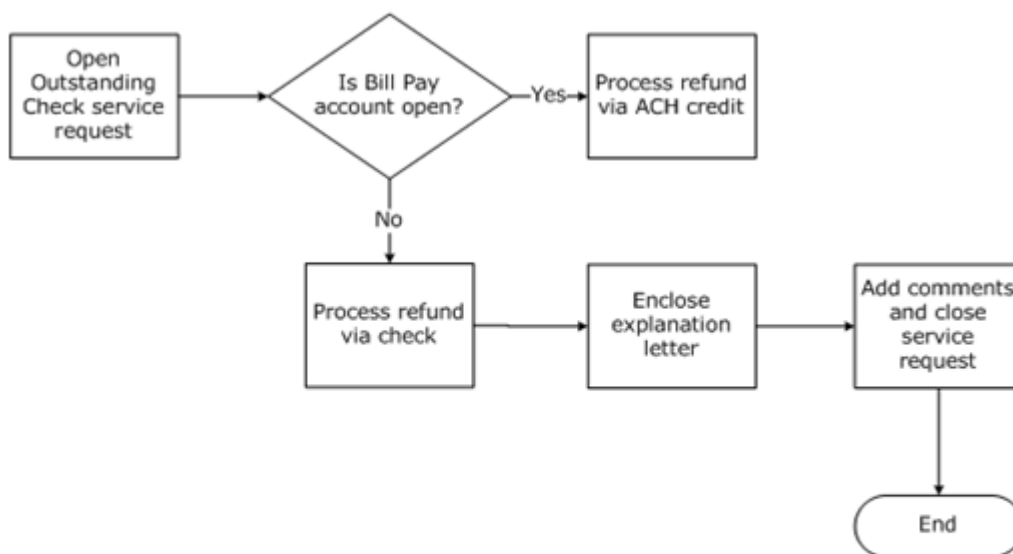 Open
Outstanding
Check service
request
Is Bill Pay
account open?
Yes
Process refund
via ACH credit
No
Process refund
via check
Enclose
explanation
letter
Add comments
and close
service
request
End